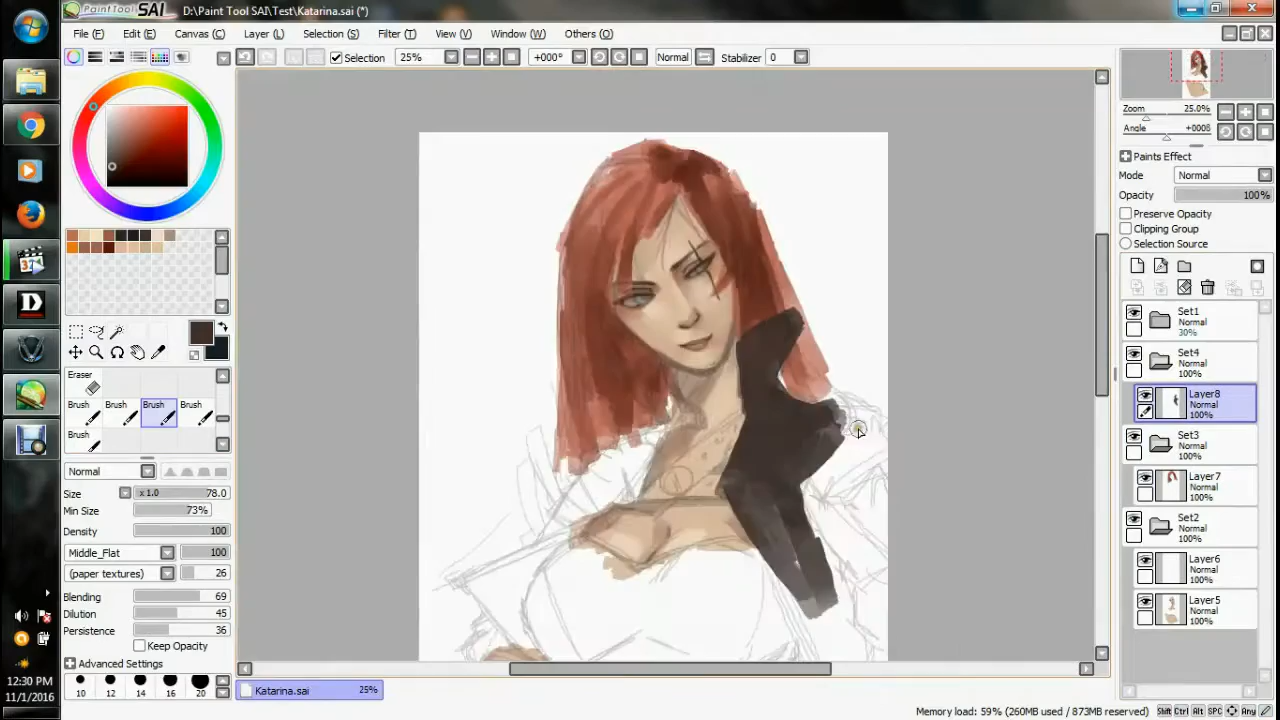 PaintTool SAI D:\Paint Tool SAI\Test\Katarina.sai (*)
File (F) Edit (E) Canvas (C) Layer (L) Selection (S) Filter (T) View (V) Window (W) Others (O)
Selection 25% +000° Normal Stabilizer 0
Zoom 25.0%
Angle
Paints Effect
Mode Normal
Opacity 100%
Preserve Opacity
Clipping Group
Selection Source
Set1
Normal
30%
Set4
Normal
100%
Layer8
Normal
100%
Set3
Normal
100%
Layer7
Normal
100%
Set2
Normal
100%
Layer6
Normal
100%
Layer5
Normal
100%
Eraser
Brush Brush Brush Brush
Brush
Normal
Size x 1.0 78.0
Min Size 73%
Density 100
Middle_Flat 100
(paper textures) 26
Blending 69
Dilution 45
Persistence 36
Keep Opacity
Advanced Settings
10 12 14 16 20
12:30 PM
11/1/2016
Katarina.sai 25%
Memory load: 59% (260MB used / 873MB reserved) Shift Ctrl Alt SPC Any